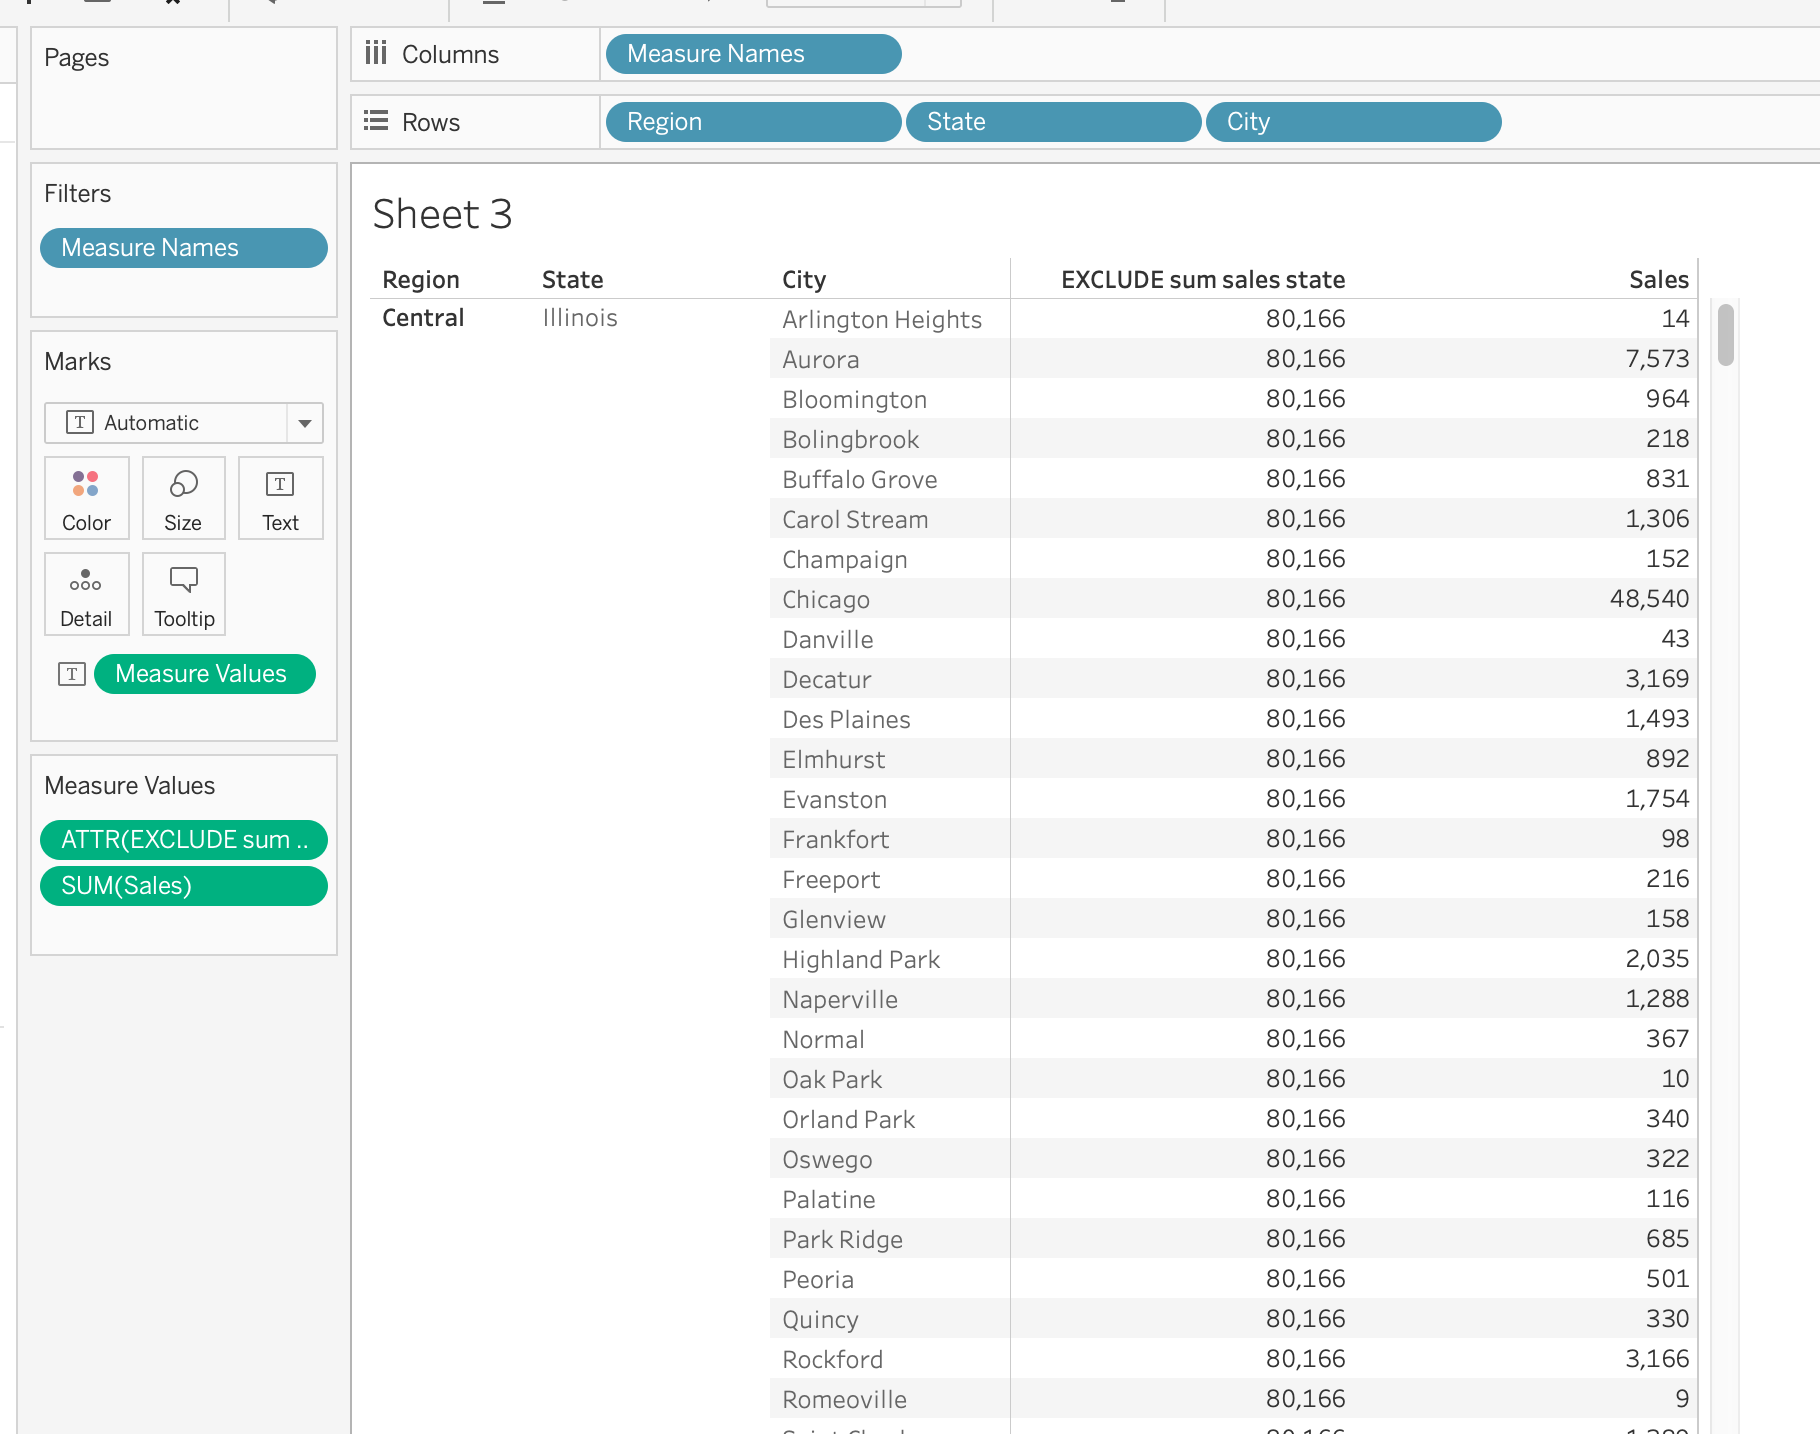 Pages
Columns
Measure Names
Rows
Region
State
City
Filters
Measure Names
Marks
Automatic
Color
Size
Text
Detail
Tooltip
Measure Values
Measure Values
ATTR(EXCLUDE sum ..
SUM(Sales)
Sheet 3
Region State City EXCLUDE sum sales state Sales
Central Illinois Arlington Heights 80,166 14
Aurora 80,166 7,573
Bloomington 80,166 964
Bolingbrook 80,166 218
Buffalo Grove 80,166 831
Carol Stream 80,166 1,306
Champaign 80,166 152
Chicago 80,166 48,540
Danville 80,166 43
Decatur 80,166 3,169
Des Plaines 80,166 1,493
Elmhurst 80,166 892
Evanston 80,166 1,754
Frankfort 80,166 98
Freeport 80,166 216
Glenview 80,166 158
Highland Park 80,166 2,035
Naperville 80,166 1,288
Normal 80,166 367
Oak Park 80,166 10
Orland Park 80,166 340
Oswego 80,166 322
Palatine 80,166 116
Park Ridge 80,166 685
Peoria 80,166 501
Quincy 80,166 330
Rockford 80,166 3,166
Romeoville 80,166 9